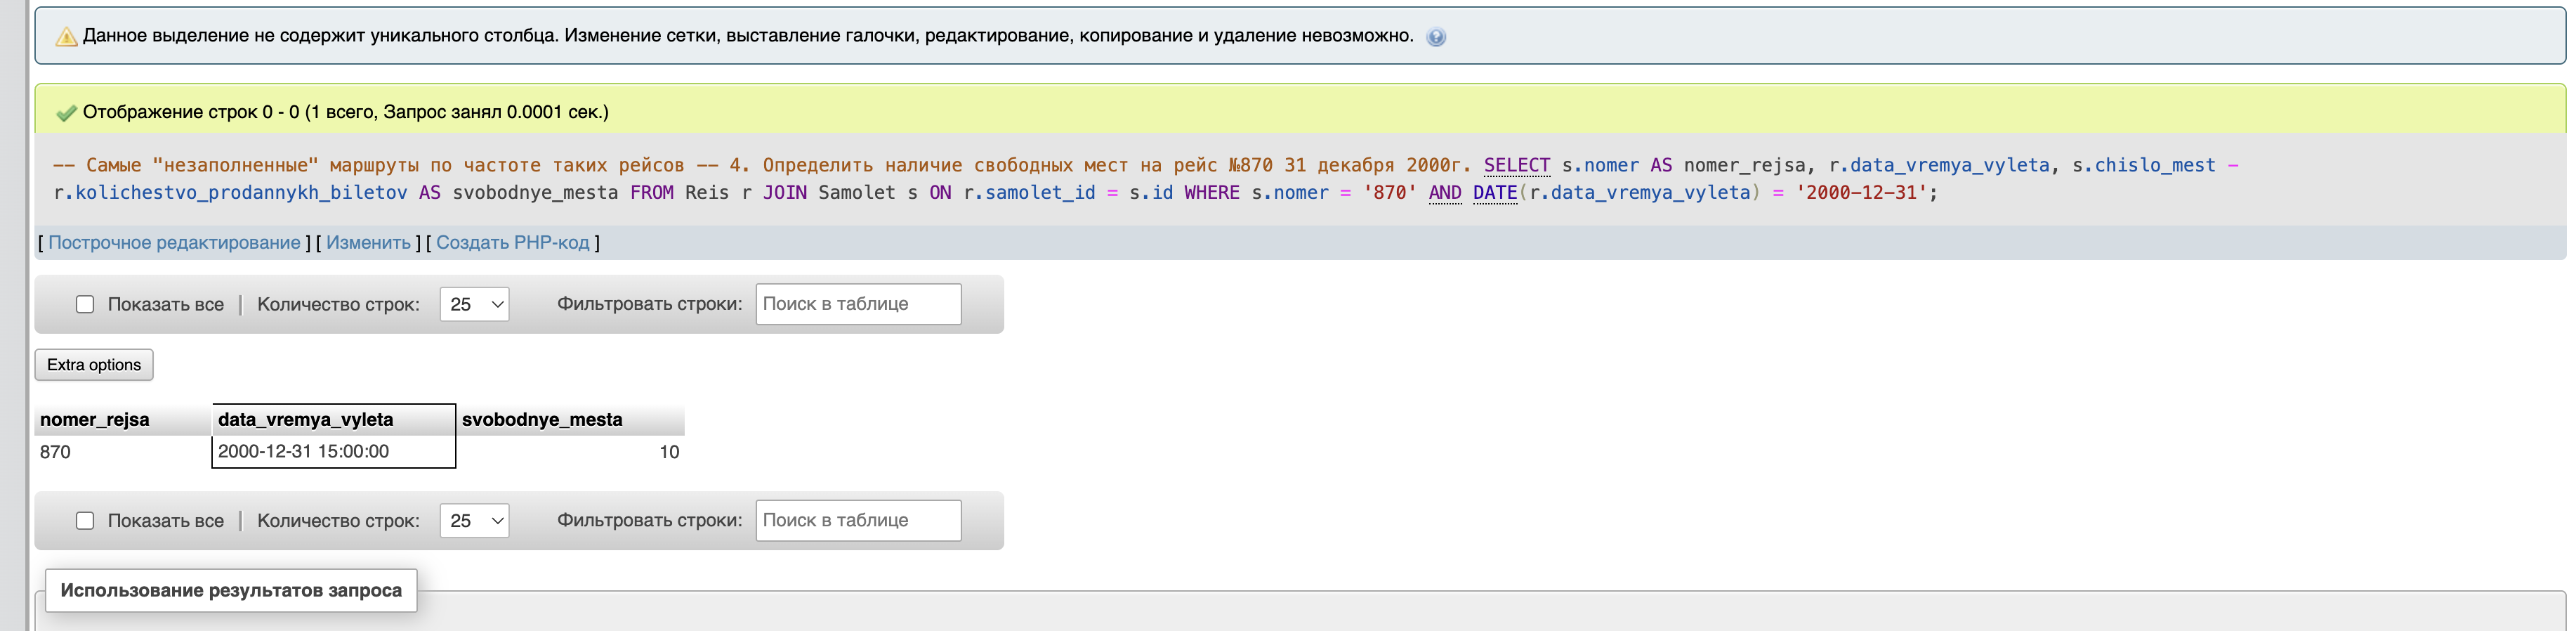 Данное выделение не содержит уникального столбца. Изменение сетки, выставление галочки, редактирование, копирование и удаление невозможно.
Отображение строк 0 - 0 (1 всего, Запрос занял 0.0001 сек.)
-- Самые "незаполненные" маршруты по частоте таких рейсов -- 4. Определить наличие свободных мест на рейс №870 31 декабря 2000г. SELECT s.nomer AS nomer_rejsa, r.data_vremya_vyleta, s.chislo_mest -
r.kolichestvo_prodannykh_biletov AS svobodnye_mesta FROM Reis r JOIN Samolet s ON r.samolet_id = s.id WHERE s.nomer = '870' AND DATE(r.data_vremya_vyleta) = '2000-12-31';
[ Построчное редактирование ] [ Изменить ] [ Создать PHP-код ]
Показать все | Количество строк: 25 Фильтровать строки: Поиск в таблице
Extra options
nomer_rejsa data_vremya_vyleta svobodnye_mesta
870 2000-12-31 15:00:00 10
Показать все | Количество строк: 25 Фильтровать строки: Поиск в таблице
Использование результатов запроса